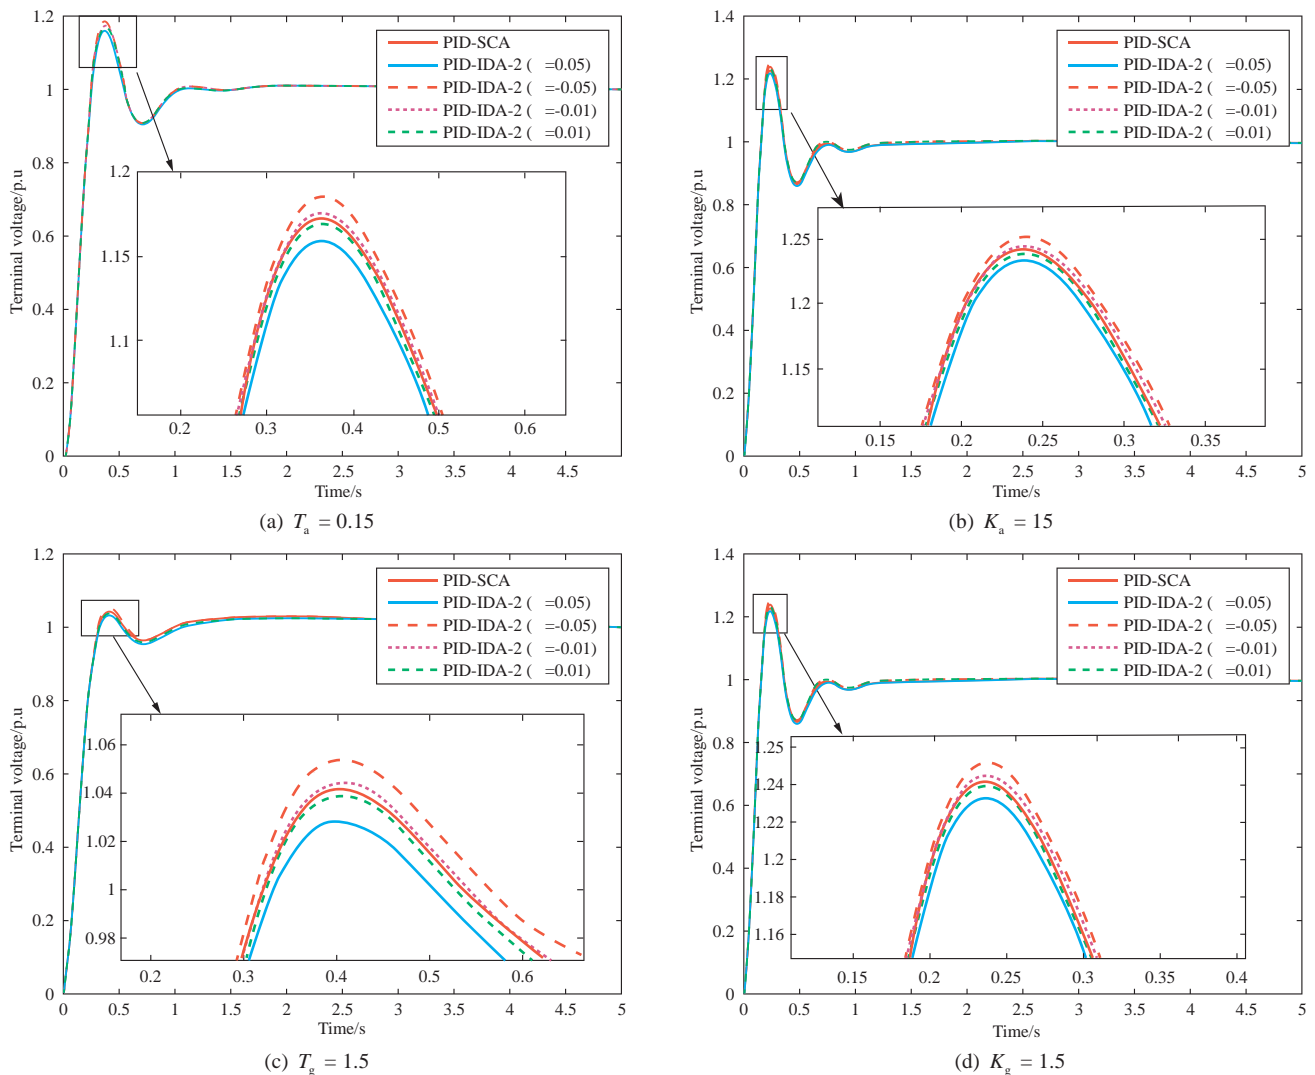 1.2
1
0.8
0.6
0.4
0.2
0
Terminal voltage/p.u
PID-SCA
PID-IDA-2 ( =0.05)
PID-IDA-2 ( =-0.05)
PID-IDA-2 ( =-0.01)
PID-IDA-2 ( =0.01)
1.2
1.15
1.1
0.2 0.3 0.4 0.5 0.6
0.5 1 1.5 2 2.5 3 3.5 4 4.5
Time/s
(a) Ta = 0.15
1.4
1.2
1.0
0.8
0.6
0.4
0.2
0
Terminal voltage/p.u
PID-SCA
PID-IDA-2 ( =0.05)
PID-IDA-2 ( =-0.05)
PID-IDA-2 ( =-0.01)
PID-IDA-2 ( =0.01)
1.25
1.2
1.15
0.15 0.2 0.25 0.3 0.35
0.5 1 1.5 2 2.5 3 3.5 4 4.5 5
Time/s
(b) Ka = 15
1.2
1
0.8
0.6
0.4
0.2
0
Terminal voltage/p.u
PID-SCA
PID-IDA-2 ( =0.05)
PID-IDA-2 ( =-0.05)
PID-IDA-2 ( =-0.01)
PID-IDA-2 ( =0.01)
1.06
1.04
1.02
1
0.98
0.2 0.3 0.4 0.5 0.6
0 0.5 1 1.5 2 2.5 3 3.5 4 4.5 5
Time/s
(c) Tg = 1.5
1.4
1.2
1.0
0.8
0.6
0.4
0.2
0
Terminal voltage/p.u
PID-SCA
PID-IDA-2 ( =0.05)
PID-IDA-2 ( =-0.05)
PID-IDA-2 ( =-0.01)
PID-IDA-2 ( =0.01)
1.25
1.24
1.22
1.2
1.18
1.16
0.15 0.2 0.25 0.3 0.35 0.4
0 0.5 1 1.5 2 2.5 3 3.5 4 4.5 5
Time/s
(d) Kg = 1.5